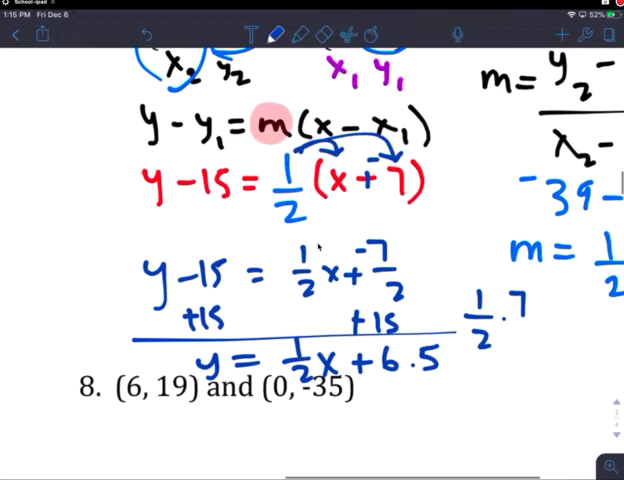 School-ipad
1:15 PM Fri Dec 6
52%
x₂ y₂
x₁ y₁
m = y₂ -
x₂ -
y - y₁ = m(x - x₁)
y - 15 = 1/2 (x + -7)
-39 -
m = 1/2
y - 15 = 1/2 x + -7/2
+15 +15
1/2 · 7
y = 1/2 x + 6.5
8. (6, 19) and (0, -35)